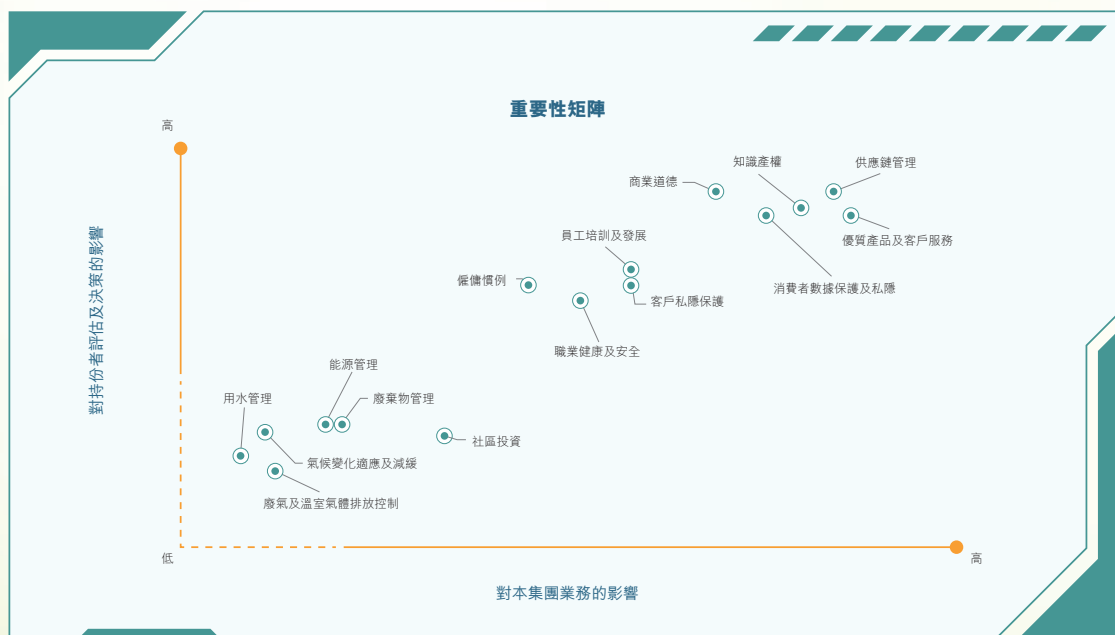 重要性矩陣
高
知識產權
供應鏈管理
商業道德
員工培訓及發展
優質產品及客戶服務
僱傭慣例
消費者數據保護及私隱
客戶私隱保護
對持份者評估及決策的影響
職業健康及安全
能源管理
用水管理
廢棄物管理
社區投資
氣候變化適應及減緩
廢氣及溫室氣體排放控制
低
高
對本集團業務的影響